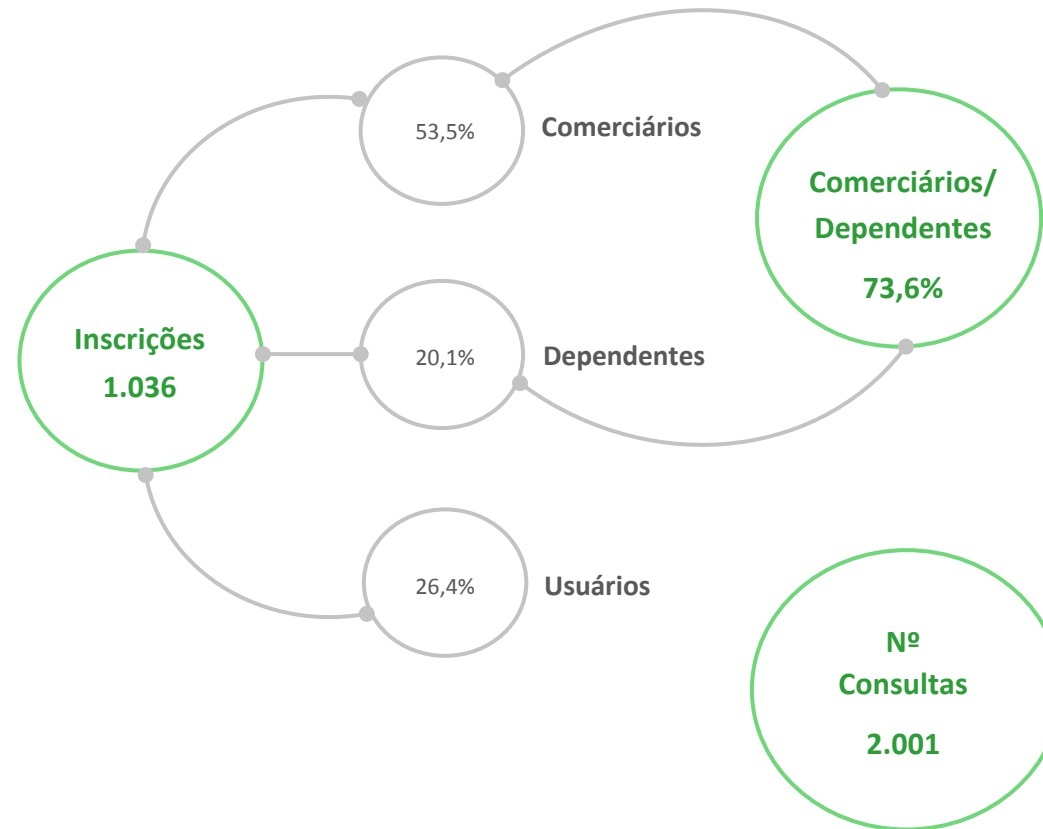 53,5%
Comerciários
Comerciários/
Dependentes
73,6%
Inscrições
1.036
20,1%
Dependentes
26,4%
Usuários
Nº
Consultas
2.001